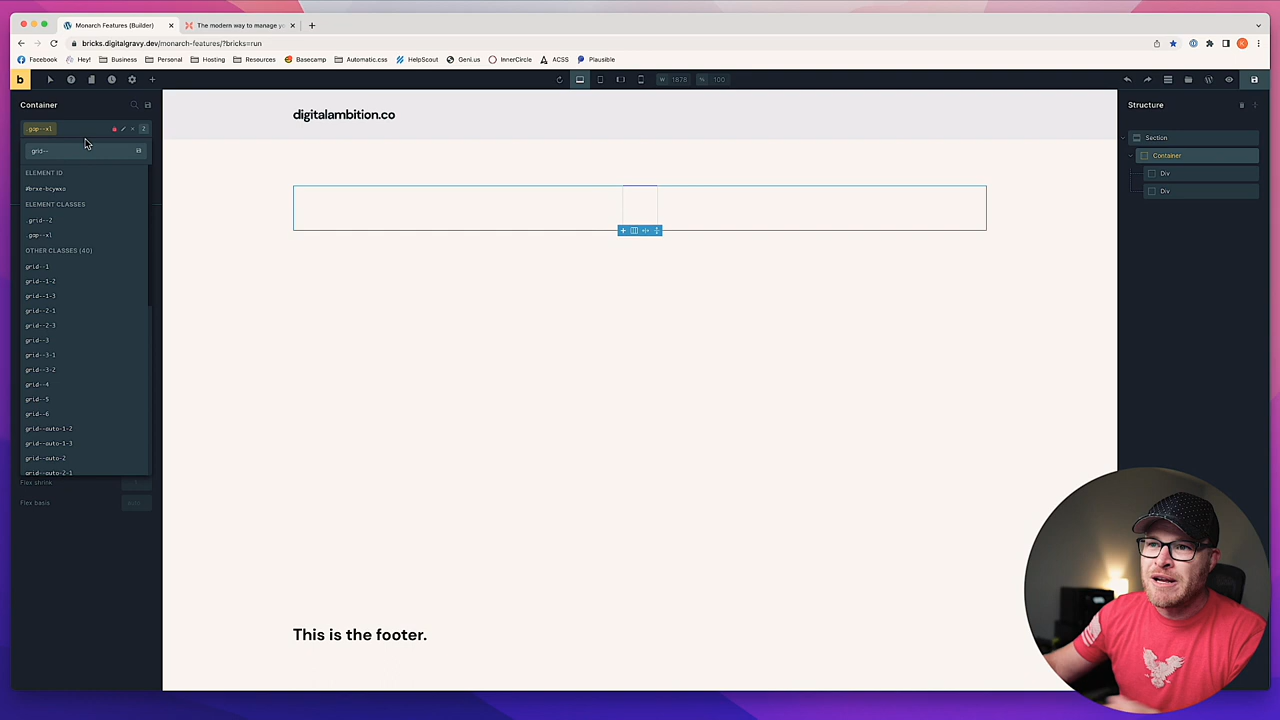 Monarch Features (Builder)
The modern way to manage yo
bricks.digitalgravy.dev/monarch-features/?bricks=run
Facebook
Hey!
Business
Personal
Hosting
Resources
Basecamp
Automatic.css
HelpScout
Geni.us
InnerCircle
ACSS
Plausible
b
W 1878 % 100
Container
.gap--xl
2
grid--
ELEMENT ID
#brxe-bcywxo
ELEMENT CLASSES
.grid--2
.gap--xl
OTHER CLASSES (40)
grid--1
grid--1-2
grid--1-3
grid--2-1
grid--2-3
grid--3
grid--3-1
grid--3-2
grid--4
grid--5
grid--6
grid--auto-1-2
grid--auto-1-3
grid--auto-2
grid--auto-2-1
Flex shrink
Flex basis
digitalambition.co
This is the footer.
Structure
Section
Container
Div
Div